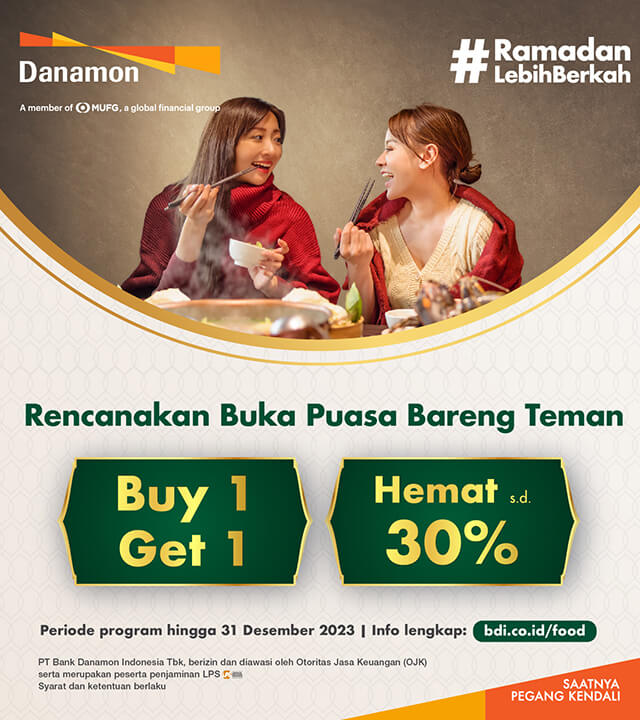 Danamon
A member of MUFG, a global financial group
#Ramadan
LebihBerkah
Rencanakan Buka Puasa Bareng Teman
Buy 1
Get 1
Hemat s.d.
30%
Periode program hingga 31 Desember 2023 | Info lengkap: bdi.co.id/food
PT Bank Danamon Indonesia Tbk, berizin dan diawasi oleh Otoritas Jasa Keuangan (OJK)
serta merupakan peserta penjaminan LPS
Syarat dan ketentuan berlaku
SAATNYA
PEGANG KENDALI